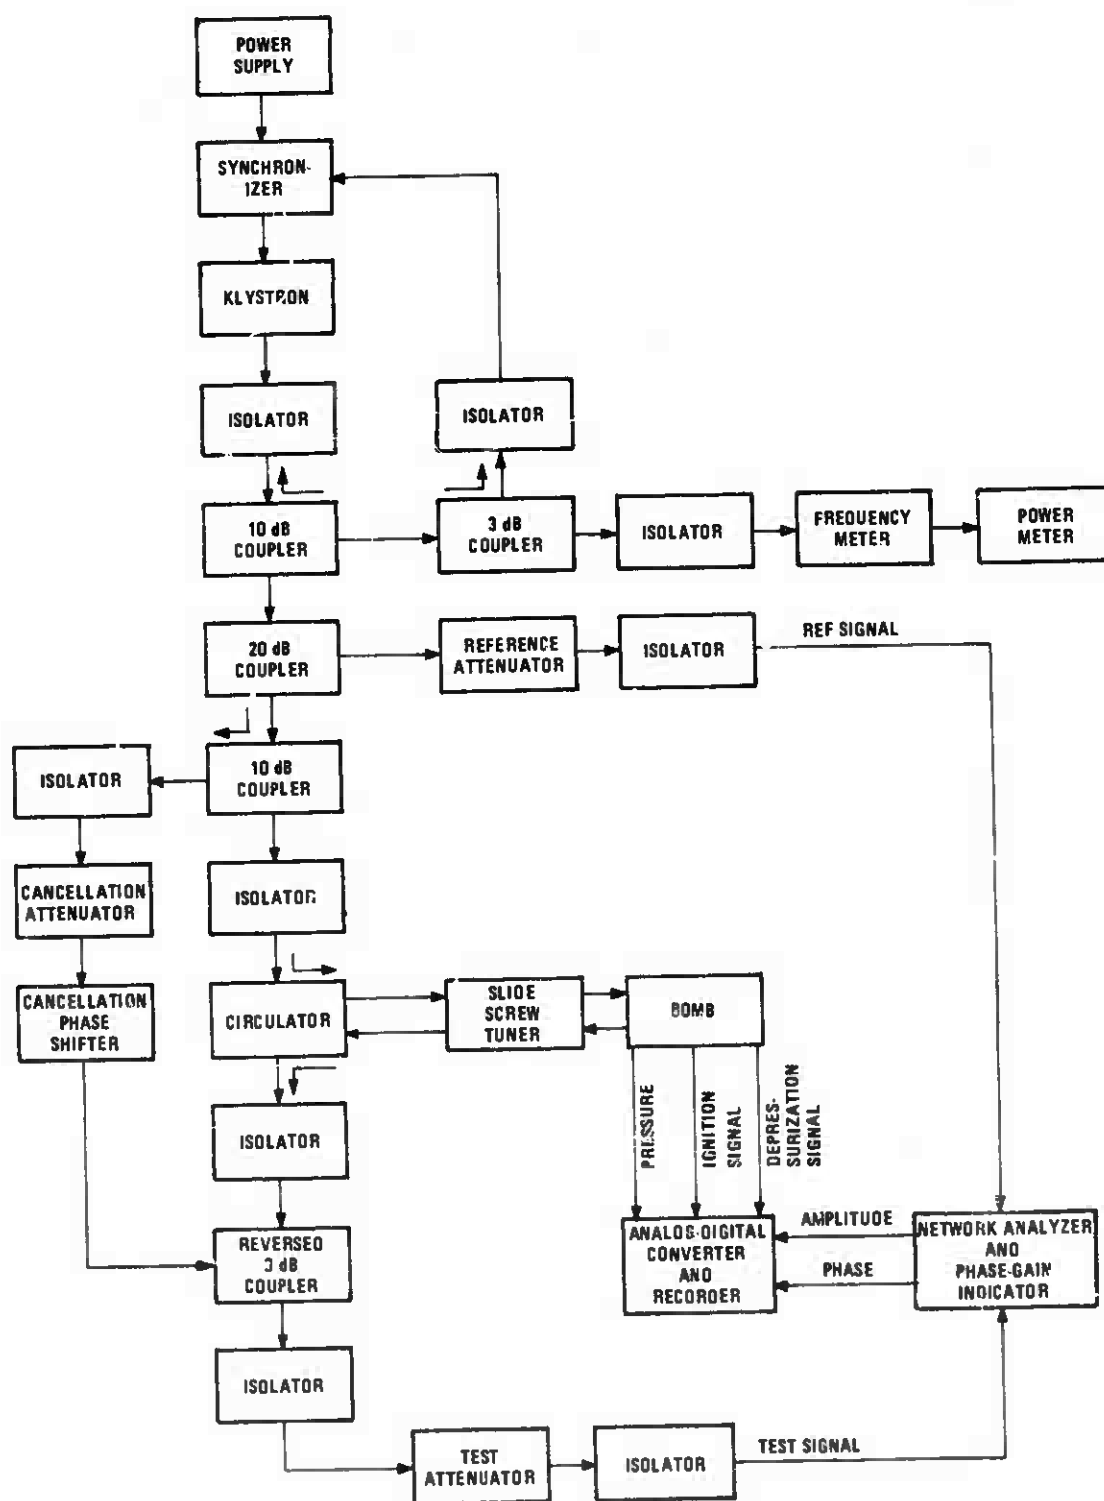 POWER
SUPPLY
SYNCHRON-
IZER
KLYSTRON
ISOLATOR
ISOLATOR
10 dB
COUPLER
3 dB
COUPLER
ISOLATOR
FREQUENCY
METER
POWER
METER
20 dB
COUPLER
REFERENCE
ATTENUATOR
ISOLATOR
REF SIGNAL
ISOLATOR
10 dB
COUPLER
CANCELLATION
ATTENUATOR
ISOLATOR
CANCELLATION
PHASE
SHIFTER
CIRCULATOR
SLIDE
SCREW
TUNER
BOMB
PRESSURE
IGNITION
SIGNAL
DEPRES-
SURIZATION
SIGNAL
ISOLATOR
REVERSED
3 dB
COUPLER
ANALOG-DIGITAL
CONVERTER
AND
RECORDER
AMPLITUDE
PHASE
NETWORK ANALYZER
AND
PHASE-GAIN
INDICATOR
ISOLATOR
TEST
ATTENUATOR
ISOLATOR
TEST SIGNAL